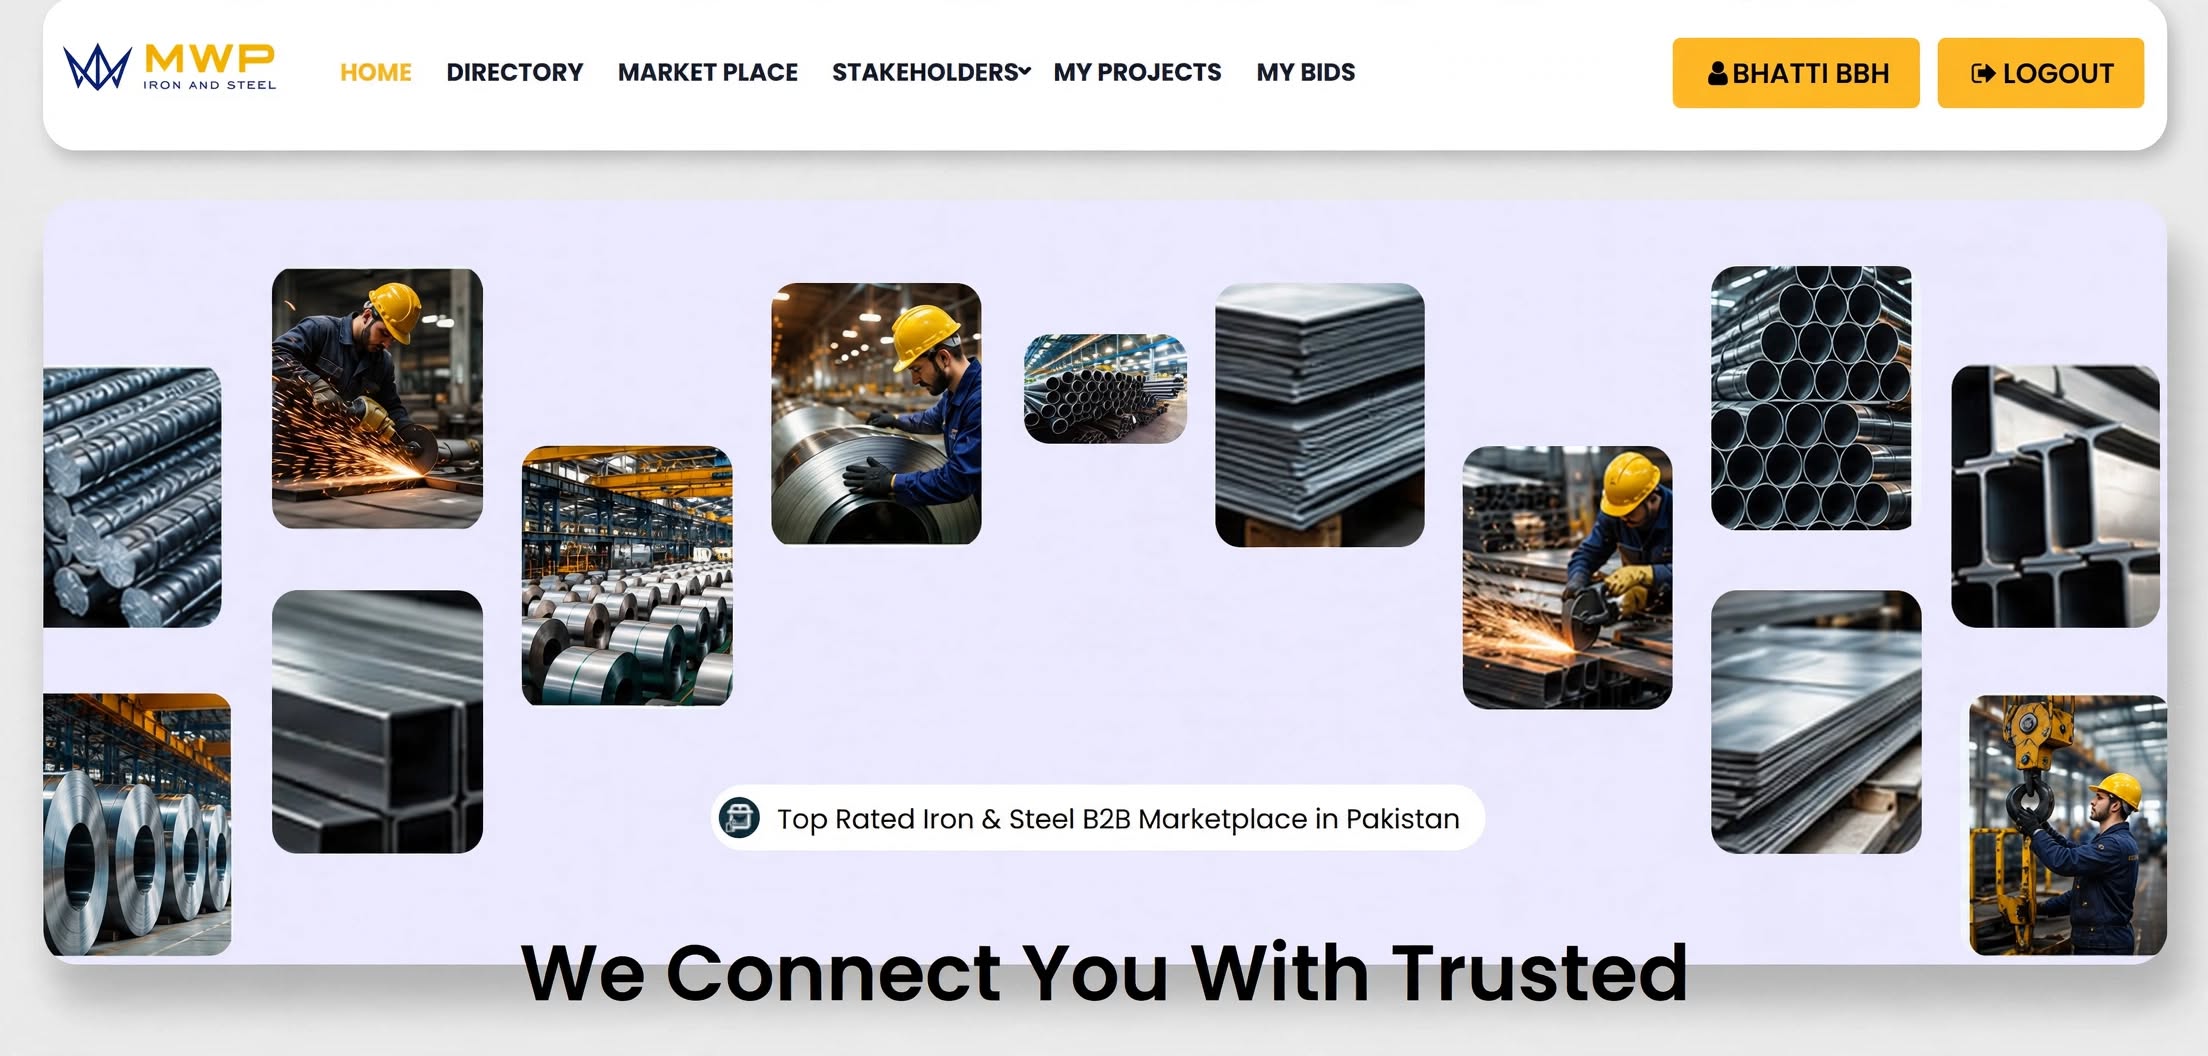 MWP
IRON AND STEEL
HOME
DIRECTORY
MARKET PLACE
STAKEHOLDERS
MY PROJECTS
MY BIDS
BHATTI BBH
LOGOUT
Top Rated Iron & Steel B2B Marketplace in Pakistan
We Connect You With Trusted